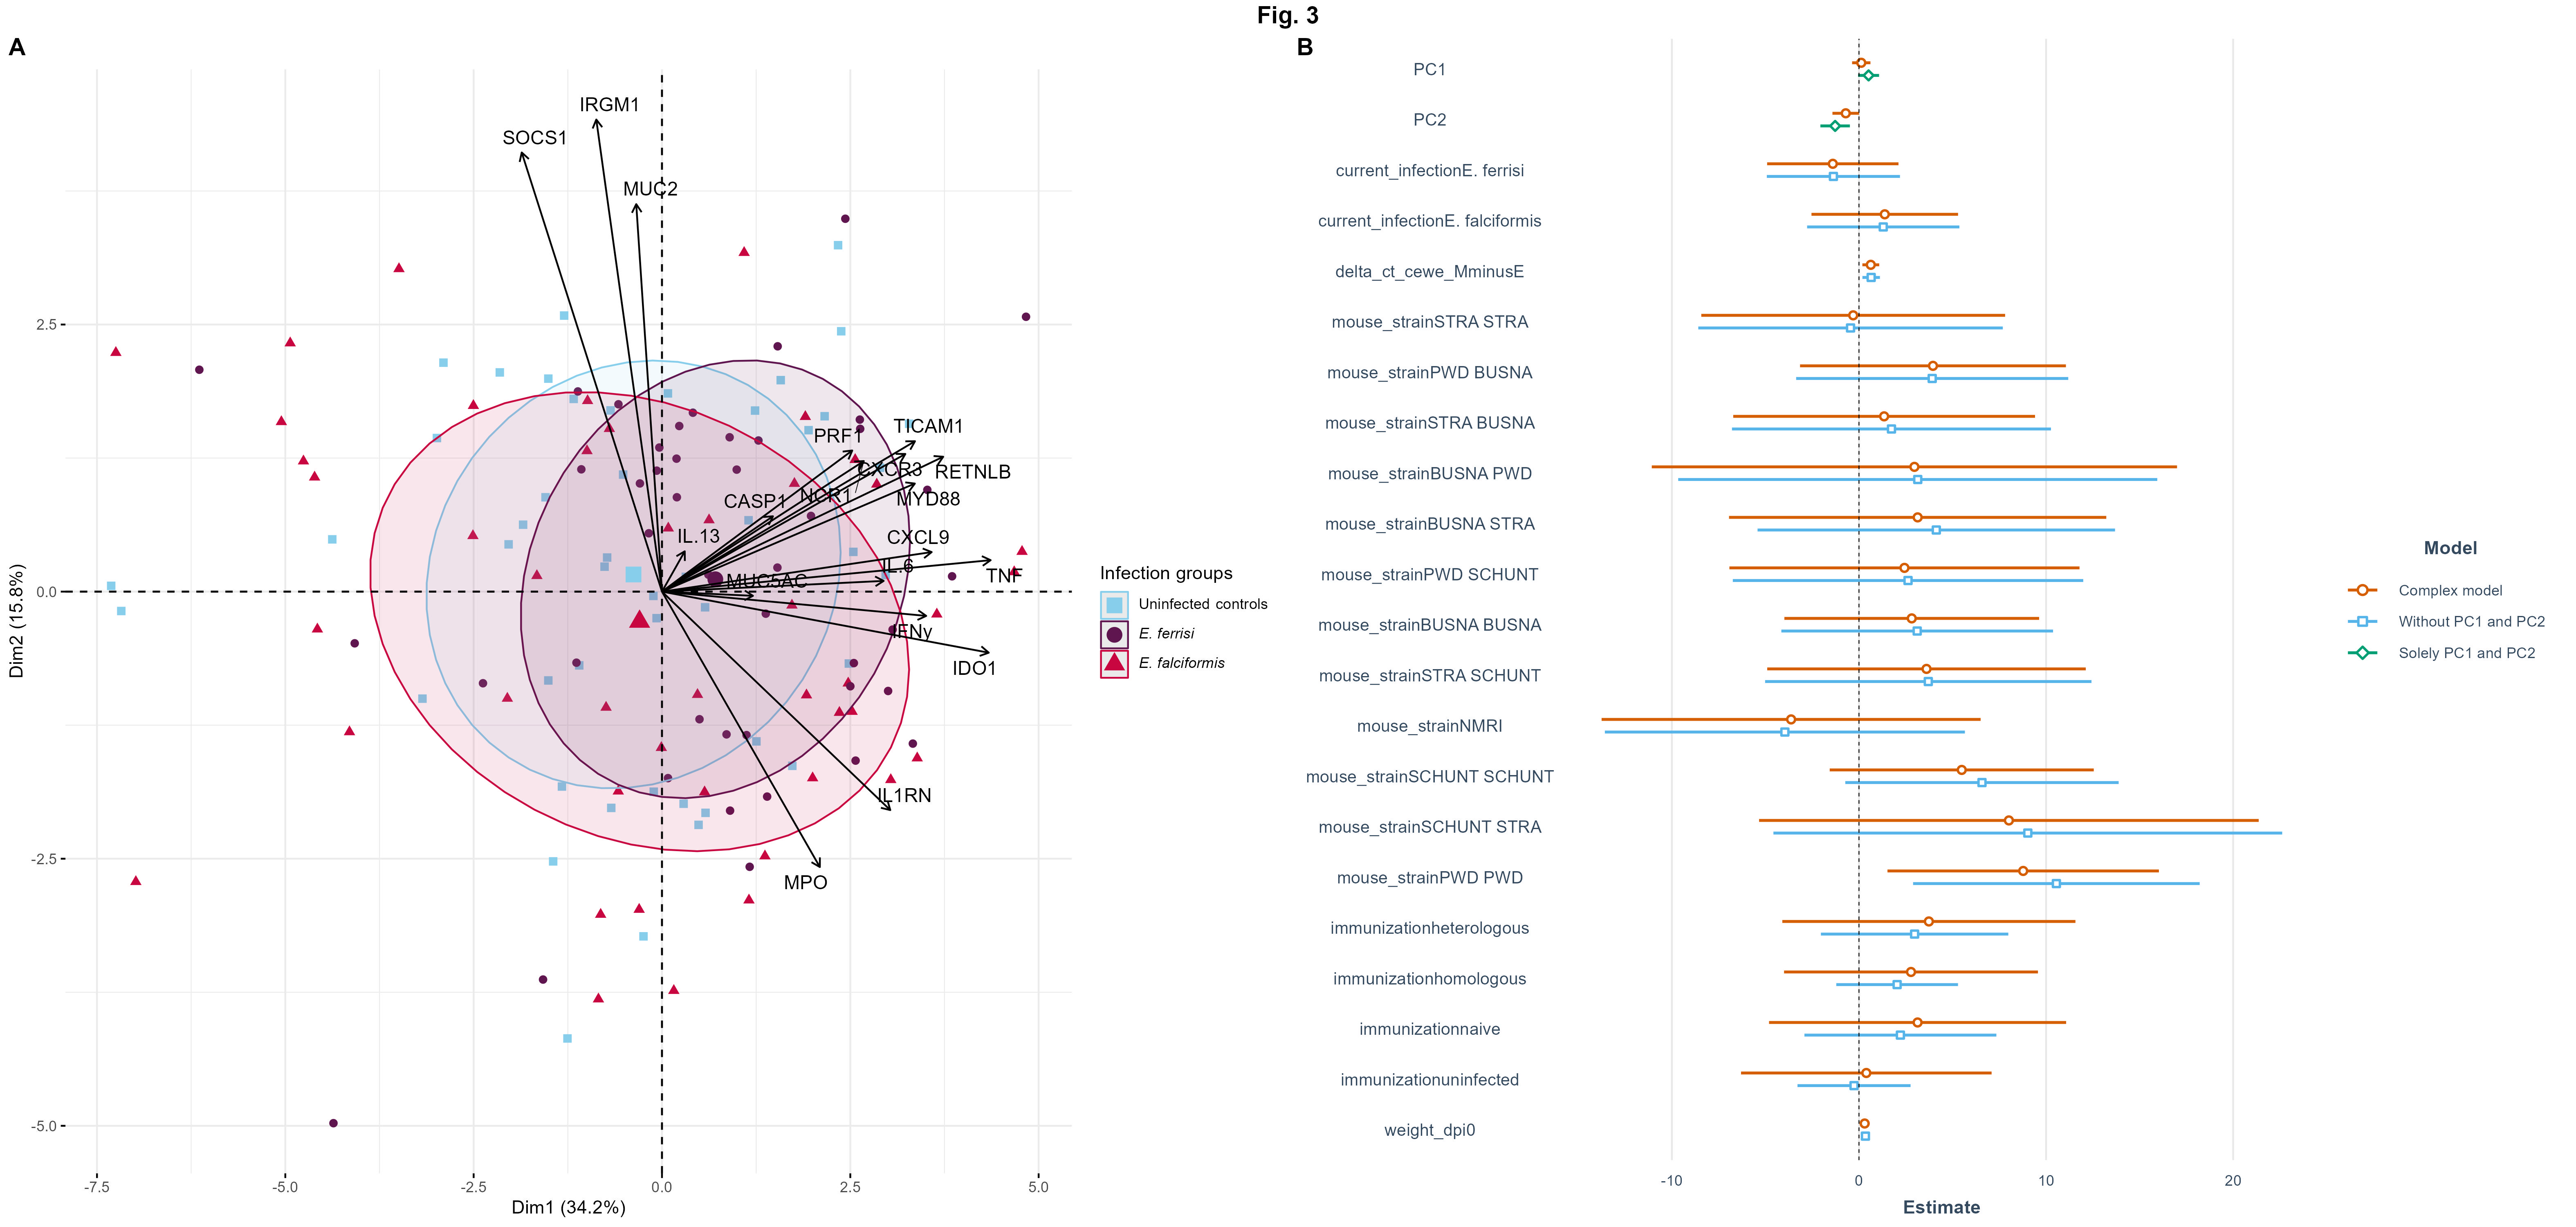 Fig. 3
A
IRGM1
SOCS1
MUC2
TICAM1
PRF1
CXCR3
RETNLB
NCR1
MYD88
CASP1
IL.13
CXCL9
IL.6
TNF
MUC5AC
IFNy
IDO1
IL1RN
MPO
2.5
0.0
-2.5
-5.0
Dim2 (15.8%)
-7.5
-5.0
-2.5
0.0
2.5
5.0
Dim1 (34.2%)
Infection groups
Uninfected controls
E. ferrisi
E. falciformis
B
PC1
PC2
current_infectionE. ferrisi
current_infectionE. falciformis
delta_ct_cewe_MminusE
mouse_strainSTRA STRA
mouse_strainPWD BUSNA
mouse_strainSTRA BUSNA
mouse_strainBUSNA PWD
mouse_strainBUSNA STRA
mouse_strainPWD SCHUNT
mouse_strainBUSNA BUSNA
mouse_strainSTRA SCHUNT
mouse_strainNMRI
mouse_strainSCHUNT SCHUNT
mouse_strainSCHUNT STRA
mouse_strainPWD PWD
immunizationheterologous
immunizationhomologous
immunizationnaive
immunizationuninfected
weight_dpi0
-10
0
10
20
Estimate
Model
Complex model
Without PC1 and PC2
Solely PC1 and PC2